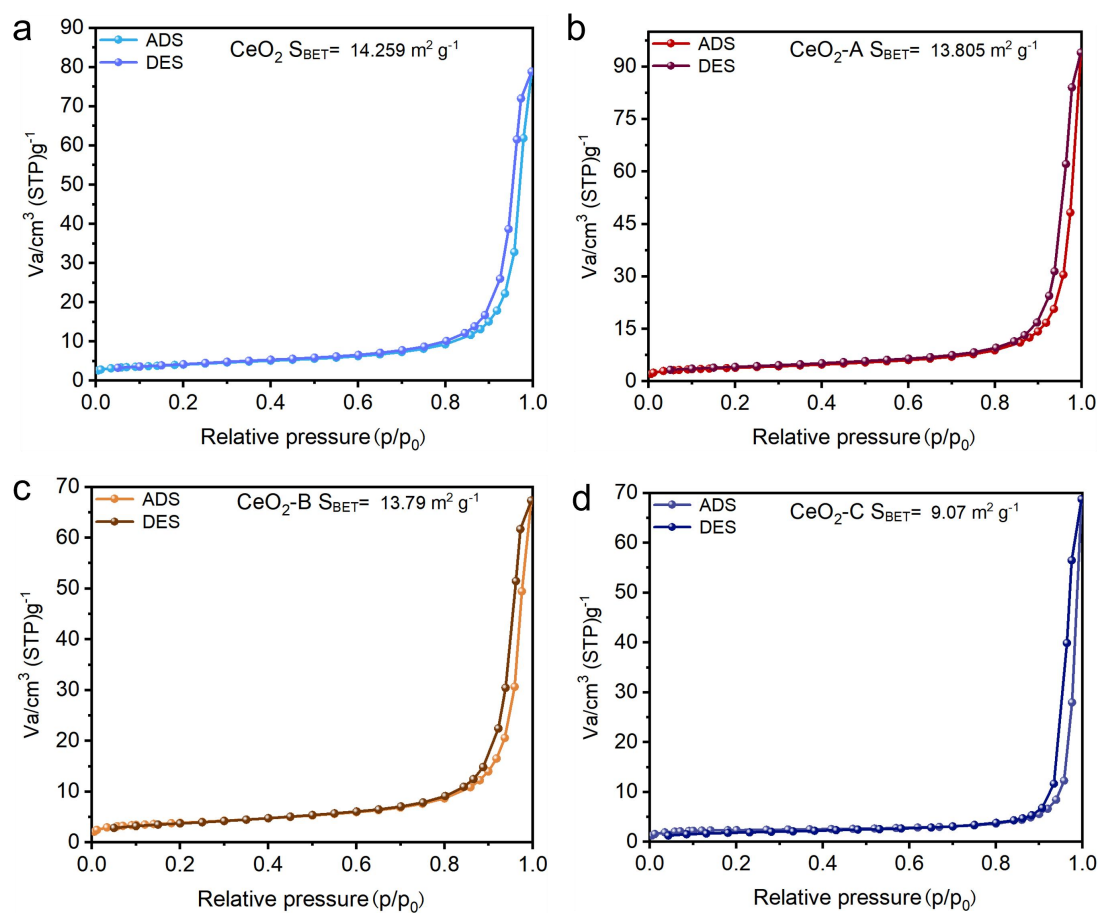 a
CeO2 SBET= 14.259 m2 g-1
ADS
DES
Va/cm3 (STP)g-1
90
80
70
60
50
40
30
20
10
0
0.0 0.2 0.4 0.6 0.8 1.0
Relative pressure (p/p0)
b
CeO2-A SBET= 13.805 m2 g-1
ADS
DES
Va/cm3 (STP)g-1
90
75
60
45
30
15
0
0.0 0.2 0.4 0.6 0.8 1.0
Relative pressure (p/p0)
c
CeO2-B SBET= 13.79 m2 g-1
ADS
DES
Va/cm3 (STP)g-1
70
60
50
40
30
20
10
0
0.0 0.2 0.4 0.6 0.8 1.0
Relative pressure (p/p0)
d
CeO2-C SBET= 9.07 m2 g-1
ADS
DES
Va/cm3 (STP)g-1
70
60
50
40
30
20
10
0
0.0 0.2 0.4 0.6 0.8 1.0
Relative pressure (p/p0)